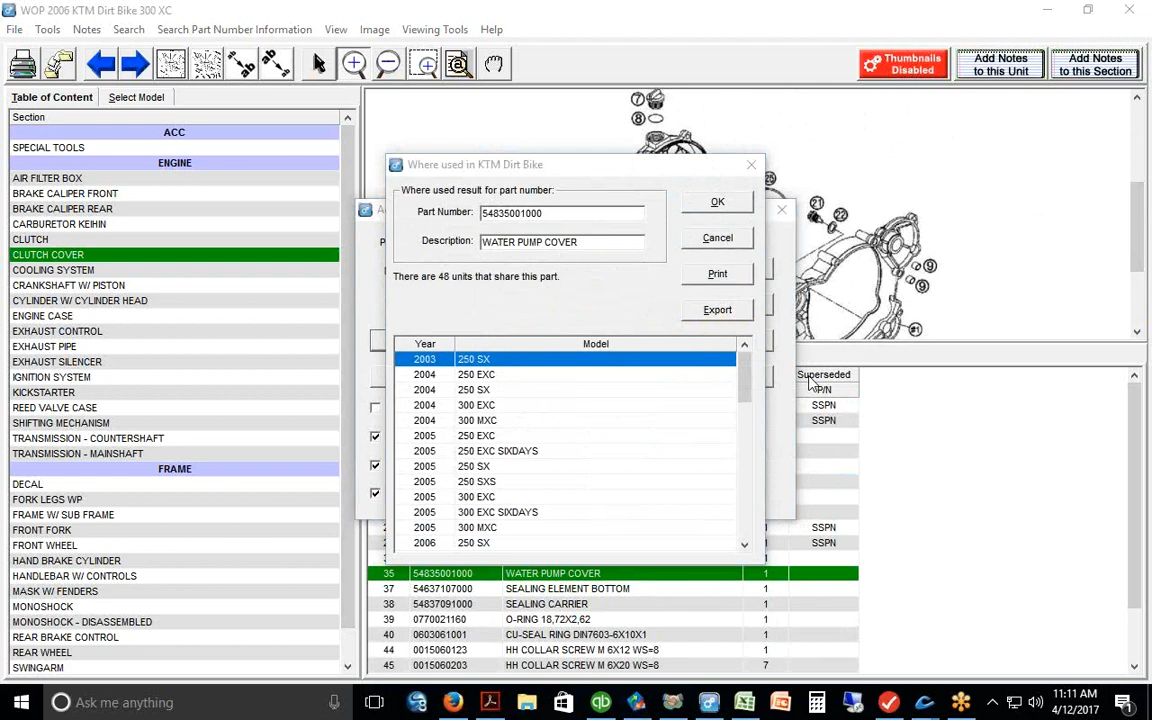 WOP 2006 KTM Dirt Bike 300 XC
File Tools Notes Search Search Part Number Information View Image Viewing Tools Help
Thumbnails Disabled
Add Notes to this Unit
Add Notes to this Section
Table of Content Select Model
Section
ACC
SPECIAL TOOLS
ENGINE
AIR FILTER BOX
BRAKE CALIPER FRONT
BRAKE CALIPER REAR
CARBURETOR KEIHIN
CLUTCH
CLUTCH COVER
COOLING SYSTEM
CRANKSHAFT W/ PISTON
CYLINDER W/ CYLINDER HEAD
ENGINE CASE
EXHAUST CONTROL
EXHAUST PIPE
EXHAUST SILENCER
IGNITION SYSTEM
KICKSTARTER
REED VALVE CASE
SHIFTING MECHANISM
TRANSMISSION - COUNTERSHAFT
TRANSMISSION - MAINSHAFT
FRAME
DECAL
FORK LEGS WP
FRAME W/ SUB FRAME
FRONT FORK
FRONT WHEEL
HAND BRAKE CYLINDER
HANDLEBAR W/ CONTROLS
MASK W/ FENDERS
MONOSHOCK
MONOSHOCK - DISASSEMBLED
REAR BRAKE CONTROL
REAR WHEEL
SWINGARM
7
8
21
22
9
9
Where used in KTM Dirt Bike
Where used result for part number:
Part Number: 54835001000
Description: WATER PUMP COVER
There are 48 units that share this part.
OK
Cancel
Print
Export
Year Model
2003 250 SX
2004 250 EXC
2004 250 SX
2004 300 EXC
2004 300 MXC
2005 250 EXC
2005 250 EXC SIXDAYS
2005 250 SX
2005 250 SXS
2005 300 EXC
2005 300 EXC SIXDAYS
2005 300 MXC
2006 250 SX
Superseded
P/N
SSPN
SSPN
SSPN
SSPN
35 54835001000 WATER PUMP COVER 1
37 54637107000 SEALING ELEMENT BOTTOM 1
38 54837091000 SEALING CARRIER 1
39 0770021160 O-RING 18,72X2,62 1
40 0603061001 CU-SEAL RING DIN7603-6X10X1 1
44 0015060123 HH COLLAR SCREW M 6X12 WS=8 1
45 0015060203 HH COLLAR SCREW M 6X20 WS=8 7
Ask me anything
11:11 AM
4/12/2017